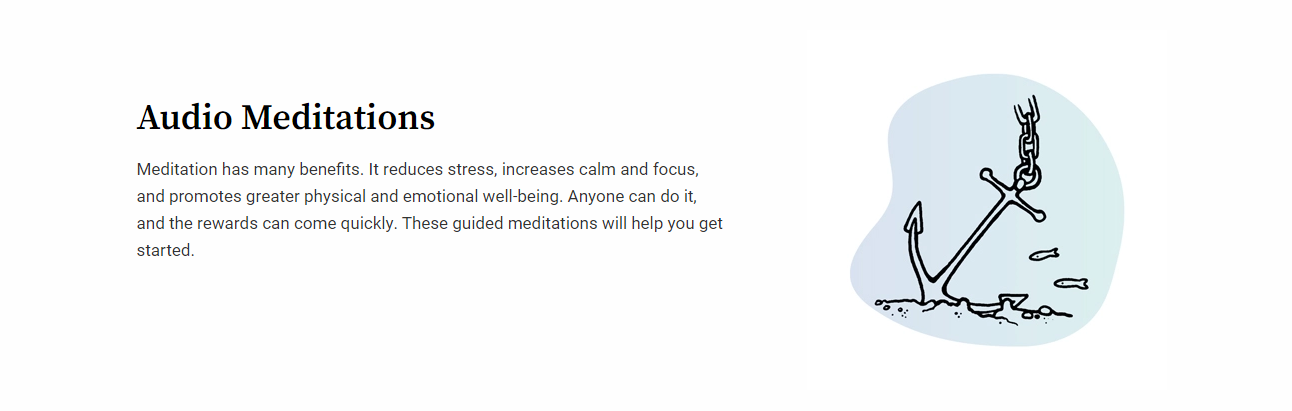 Audio Meditations
Meditation has many benefits. It reduces stress, increases calm and focus,
and promotes greater physical and emotional well-being. Anyone can do it,
and the rewards can come quickly. These guided meditations will help you get
started.